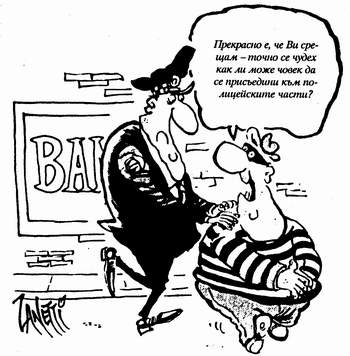 Прекрасно е, че Ви сре-
щам – точно се чудех
как ли може човек да
се присъедини към по-
лицейските части?
BAN
ZANETTI